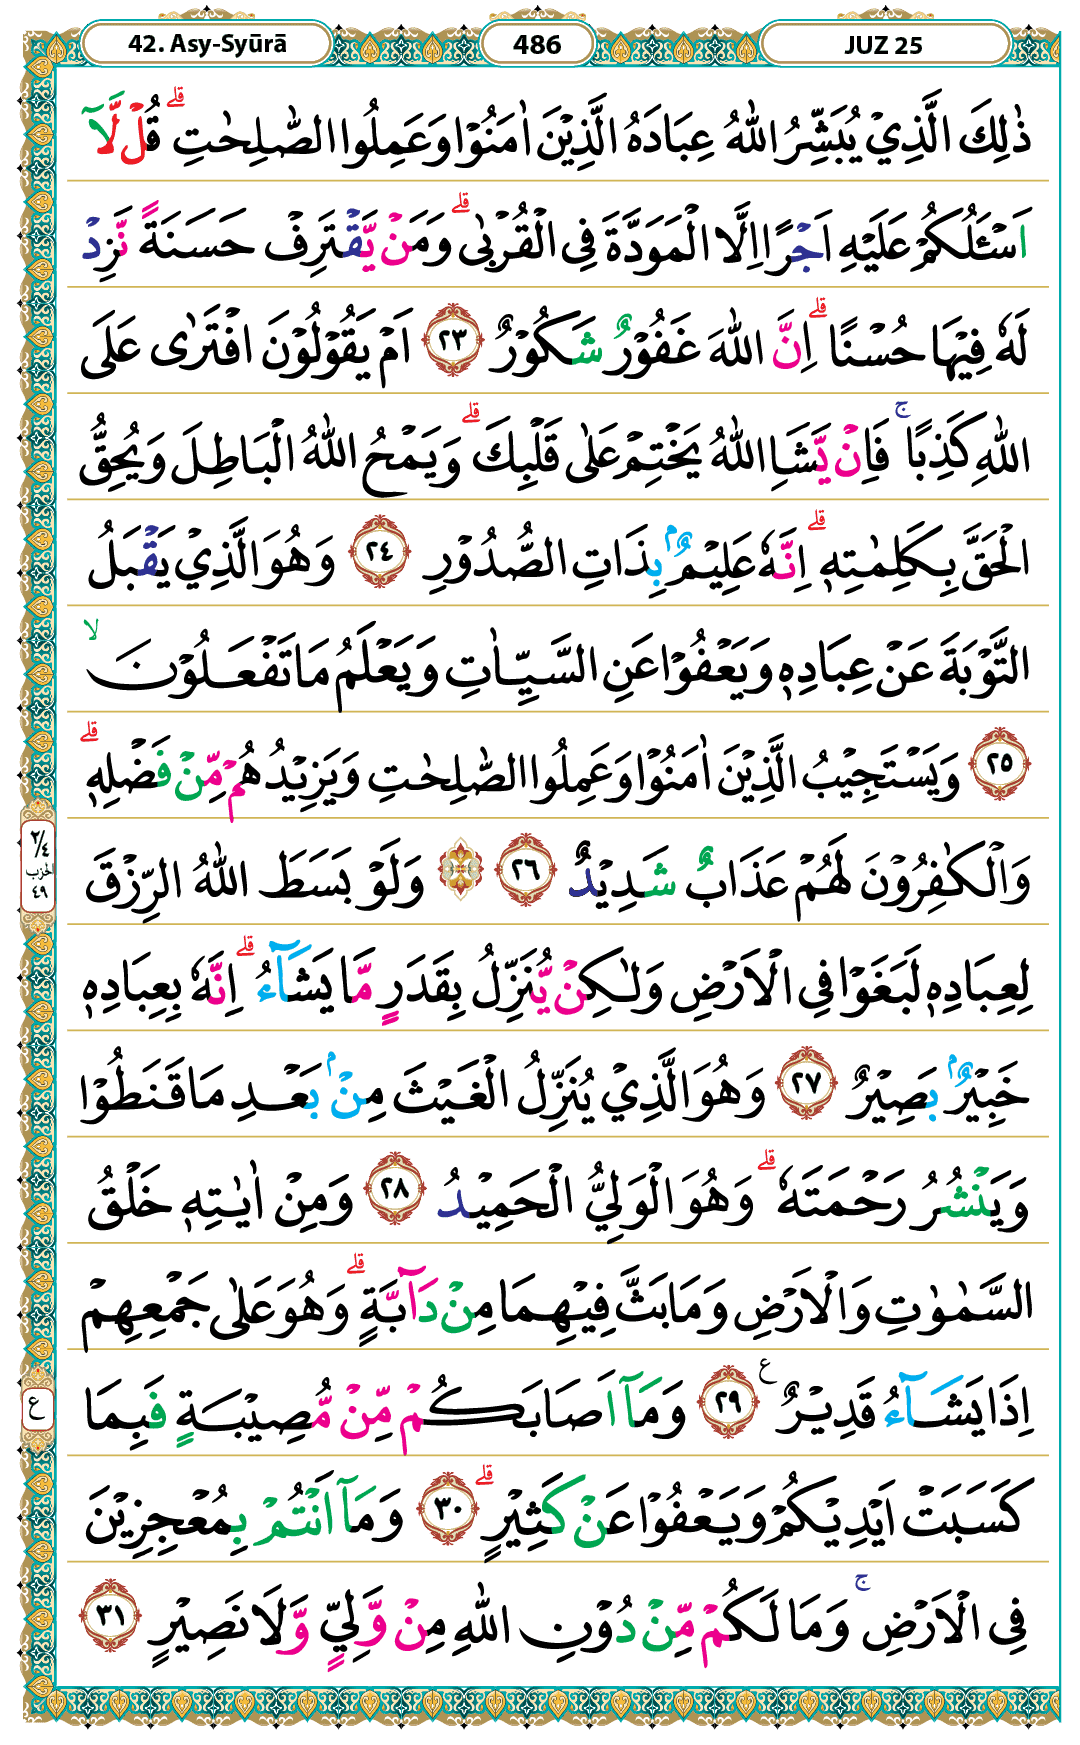 42. Asy-Syūrā
486
JUZ 25
ذٰلِكَ الَّذِيْ يُبَشِّرُ اللّٰهُ عِبَادَهُ الَّذِيْنَ اٰمَنُوْا وَعَمِلُوا الصّٰلِحٰتِۗ قُلْ لَّآ
اَسْـَٔلُكُمْ عَلَيْهِ اَجْرًا اِلَّا الْمَوَدَّةَ فِى الْقُرْبٰىۗ وَمَنْ يَّقْتَرِفْ حَسَنَةً نَّزِدْ
لَهٗ فِيْهَا حُسْنًاۗ اِنَّ اللّٰهَ غَفُوْرٌ شَكُوْرٌ ٢٣ اَمْ يَقُوْلُوْنَ افْتَرٰى عَلَى
اللّٰهِ كَذِبًاۚ فَاِنْ يَّشَاِ اللّٰهُ يَخْتِمْ عَلٰى قَلْبِكَۗ وَيَمْحُ اللّٰهُ الْبَاطِلَ وَيُحِقُّ
الْحَقَّ بِكَلِمٰتِهٖۗ اِنَّهٗ عَلِيْمٌ ۢبِذَاتِ الصُّدُوْرِ ٢٤ وَهُوَ الَّذِيْ يَقْبَلُ
التَّوْبَةَ عَنْ عِبَادِهٖ وَيَعْفُوْا عَنِ السَّيِّاٰتِ وَيَعْلَمُ مَا تَفْعَلُوْنَۙ
٢٥ وَيَسْتَجِيْبُ الَّذِيْنَ اٰمَنُوْا وَعَمِلُوا الصّٰلِحٰتِ وَيَزِيْدُهُمْ مِّنْ فَضْلِهٖۗ
وَالْكٰفِرُوْنَ لَهُمْ عَذَابٌ شَدِيْدٌ ٢٦ ۞ وَلَوْ بَسَطَ اللّٰهُ الرِّزْقَ
لِعِبَادِهٖ لَبَغَوْا فِى الْاَرْضِ وَلٰكِنْ يُّنَزِّلُ بِقَدَرٍ مَّا يَشَاۤءُۗ اِنَّهٗ بِعِبَادِهٖ
خَبِيْرٌۢ بَصِيْرٌ ٢٧ وَهُوَ الَّذِيْ يُنَزِّلُ الْغَيْثَ مِنْۢ بَعْدِ مَا قَنَطُوْا
وَيَنْشُرُ رَحْمَتَهٗۗ وَهُوَ الْوَلِيُّ الْحَمِيْدُ ٢٨ وَمِنْ اٰيٰتِهٖ خَلْقُ
السَّمٰوٰتِ وَالْاَرْضِ وَمَا بَثَّ فِيْهِمَا مِنْ دَاۤبَّةٍۗ وَهُوَ عَلٰى جَمْعِهِمْ
اِذَا يَشَاۤءُ قَدِيْرٌ ٢٩ ع وَمَآ اَصَابَكُمْ مِّنْ مُّصِيْبَةٍ فَبِمَا
كَسَبَتْ اَيْدِيْكُمْ وَيَعْفُوْا عَنْ كَثِيْرٍۗ ٣٠ وَمَآ اَنْتُمْ بِمُعْجِزِيْنَ
فِى الْاَرْضِۚ وَمَا لَكُمْ مِّنْ دُوْنِ اللّٰهِ مِنْ وَّلِيٍّ وَّلَا نَصِيْرٍ ٣١
٢/٤
الحزب
٤٩
ع